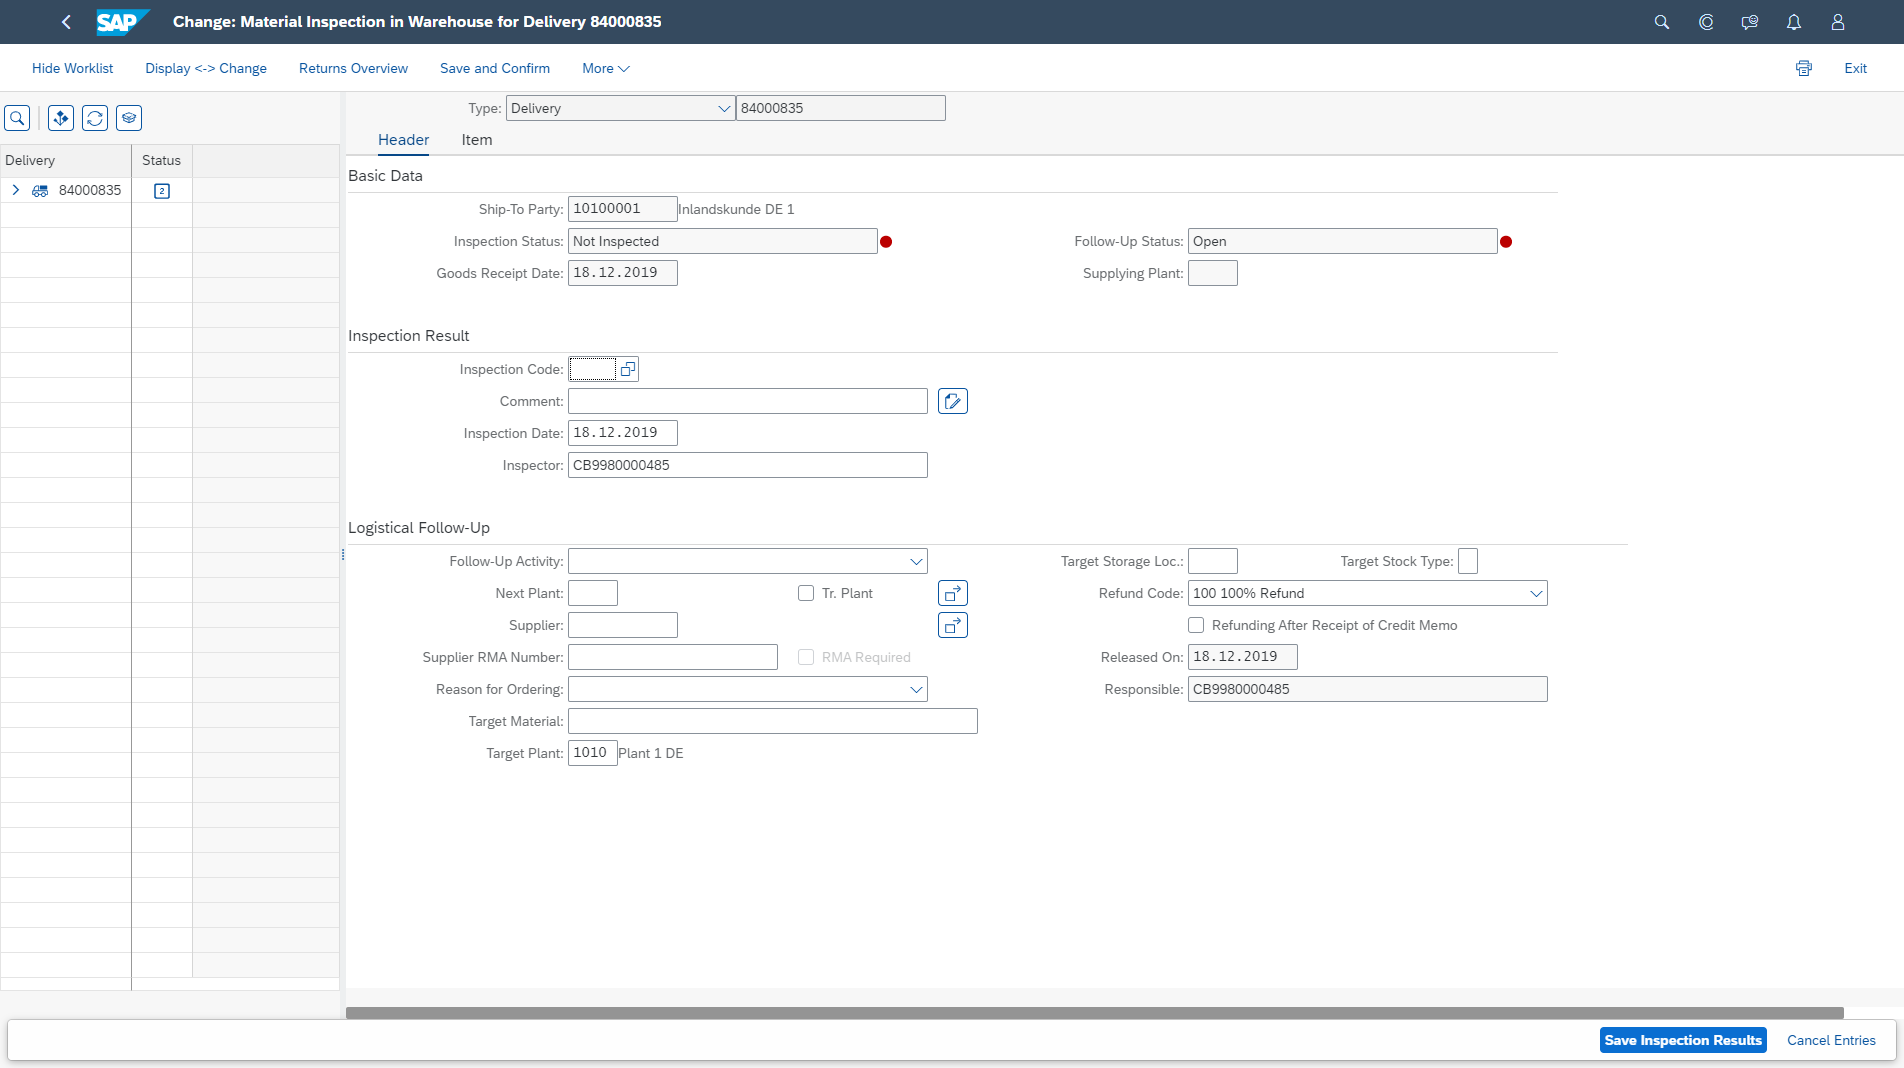 SAP Change: Material Inspection in Warehouse for Delivery 84000835
Hide Worklist Display <-> Change Returns Overview Save and Confirm More Exit
Type: Delivery 84000835
Header Item
Delivery Status
84000835 2
Basic Data
Ship-To Party: 10100001 Inlandskunde DE 1
Inspection Status: Not Inspected Follow-Up Status: Open
Goods Receipt Date: 18.12.2019 Supplying Plant:
Inspection Result
Inspection Code:
Comment:
Inspection Date: 18.12.2019
Inspector: CB9980000485
Logistical Follow-Up
Follow-Up Activity: Target Storage Loc.: Target Stock Type:
Next Plant: Tr. Plant Refund Code: 100 100% Refund
Supplier: Refunding After Receipt of Credit Memo
Supplier RMA Number: RMA Required Released On: 18.12.2019
Reason for Ordering: Responsible: CB9980000485
Target Material:
Target Plant: 1010 Plant 1 DE
Save Inspection Results Cancel Entries